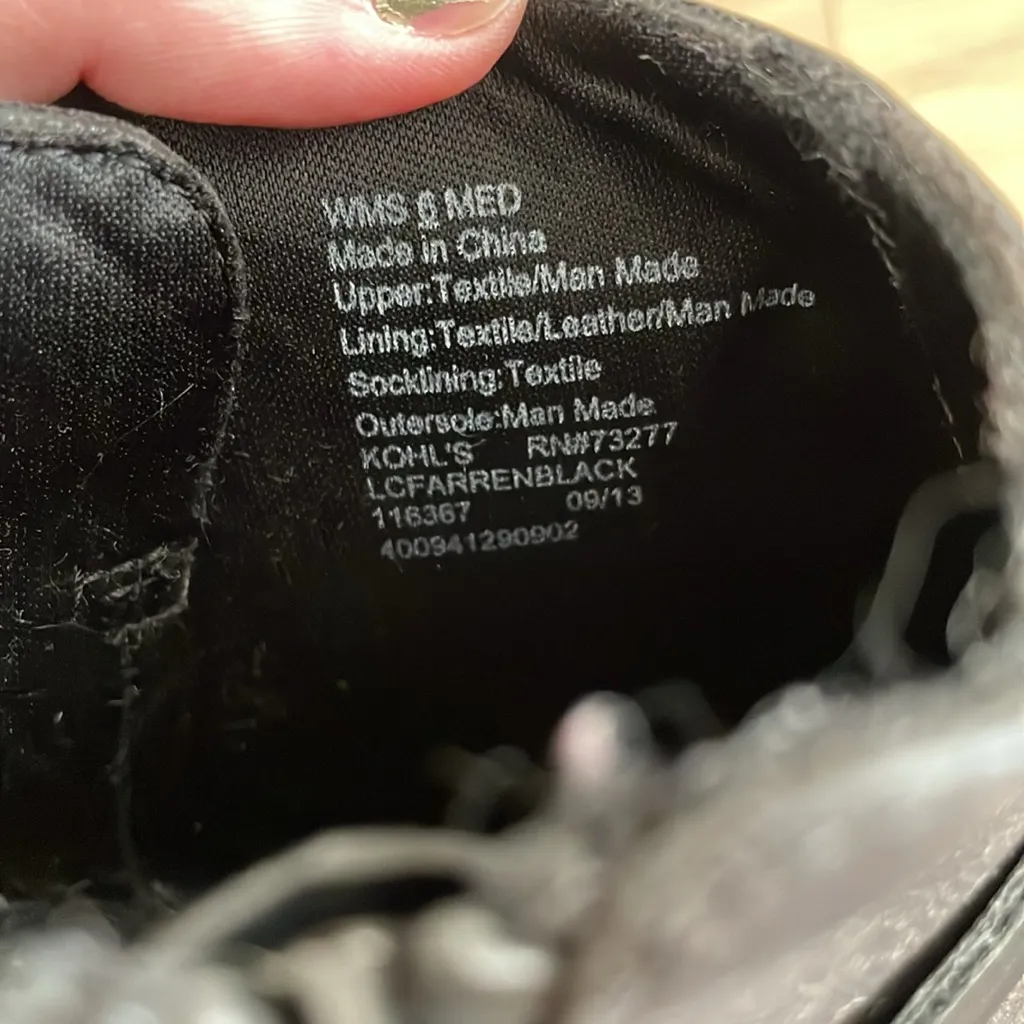 WMS 6 MED
Made in China
Upper:Textile/Man Made
Lining:Textile/Leather/Man Made
Socklining:Textile
Outersole:Man Made
KOHL'S RN#73277
LCFARRENBLACK
116367 09/13
400941290902